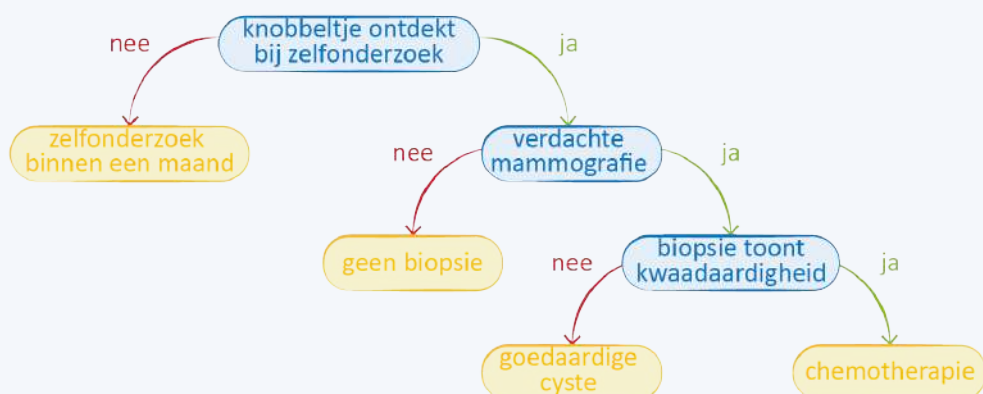 knobbeltje ontdekt
bij zelfonderzoek
nee
ja
zelfonderzoek
binnen een maand
verdachte
mammografie
nee
ja
geen biopsie
biopsie toont
kwaadaardigheid
nee
ja
goedaardige
cyste
chemotherapie